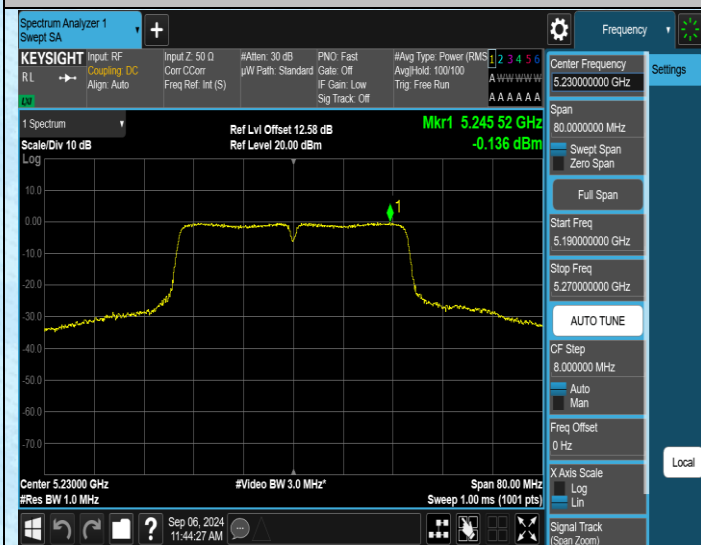 Spectrum Analyzer 1
Swept SA
Frequency
KEYSIGHT
Input: RF
Coupling: DC
Align: Auto
Input Z: 50 Ω
Corr CCorr
Freq Ref: Int (S)
#Atten: 30 dB
µW Path: Standard
PNO: Fast
Gate: Off
IF Gain: Low
Sig Track: Off
#Avg Type: Power (RMS
Avg|Hold: 100/100
Trig: Free Run
1 2 3 4 5 6
A W W W W W
A A A A A A
R L
1 Spectrum
Scale/Div 10 dB
Ref Lvl Offset 12.58 dB
Ref Level 20.00 dBm
Mkr1 5.245 52 GHz
-0.136 dBm
Log
10.0
0.00
-10.0
-20.0
-30.0
-40.0
-50.0
-60.0
-70.0
1
Center 5.23000 GHz
#Res BW 1.0 MHz
#Video BW 3.0 MHz*
Span 80.00 MHz
Sweep 1.00 ms (1001 pts)
Sep 06, 2024
11:44:27 AM
Center Frequency
5.230000000 GHz
Span
80.0000000 MHz
Swept Span
Zero Span
Full Span
Start Freq
5.190000000 GHz
Stop Freq
5.270000000 GHz
AUTO TUNE
CF Step
8.000000 MHz
Auto
Man
Freq Offset
0 Hz
X Axis Scale
Log
Lin
Signal Track
(Span Zoom)
Settings
Local